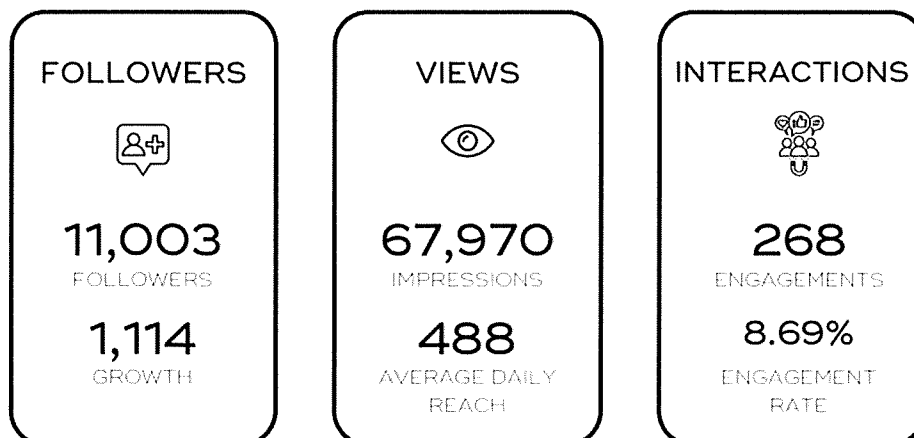 FOLLOWERS
11,003
FOLLOWERS
1,114
GROWTH
VIEWS
67,970
IMPRESSIONS
488
AVERAGE DAILY
REACH
INTERACTIONS
268
ENGAGEMENTS
8.69%
ENGAGEMENT
RATE